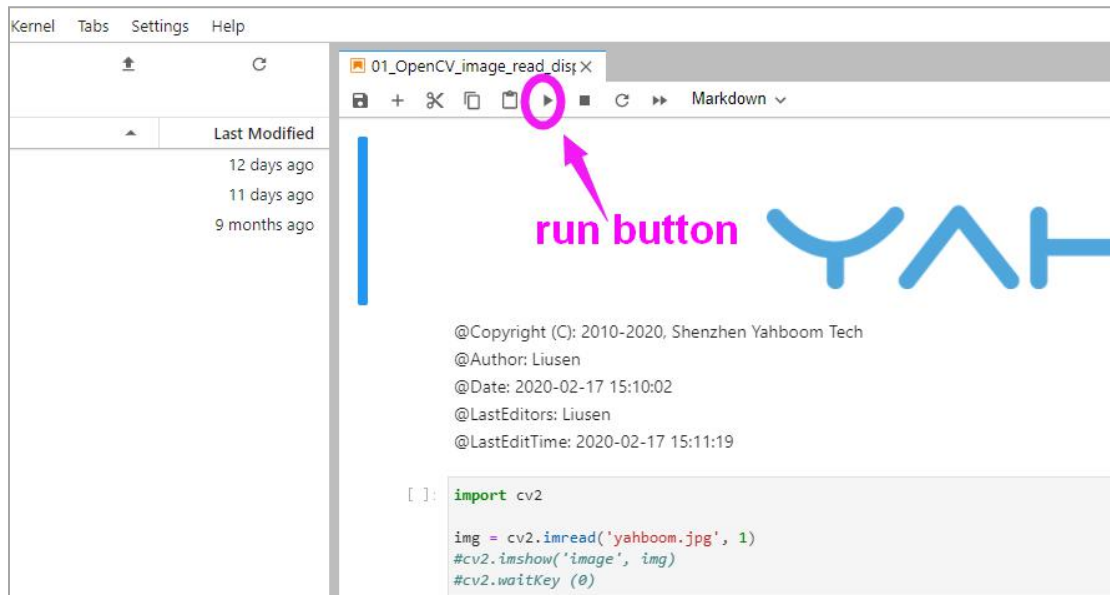 Kernel Tabs Settings Help
01_OpenCV_image_read_disp
Markdown
Last Modified
12 days ago
11 days ago
9 months ago
run button
YAH
@Copyright (C): 2010-2020, Shenzhen Yahboom Tech
@Author: Liusen
@Date: 2020-02-17 15:10:02
@LastEditors: Liusen
@LastEditTime: 2020-02-17 15:11:19
[ ]: import cv2
img = cv2.imread('yahboom.jpg', 1)
#cv2.imshow('image', img)
#cv2.waitKey (0)